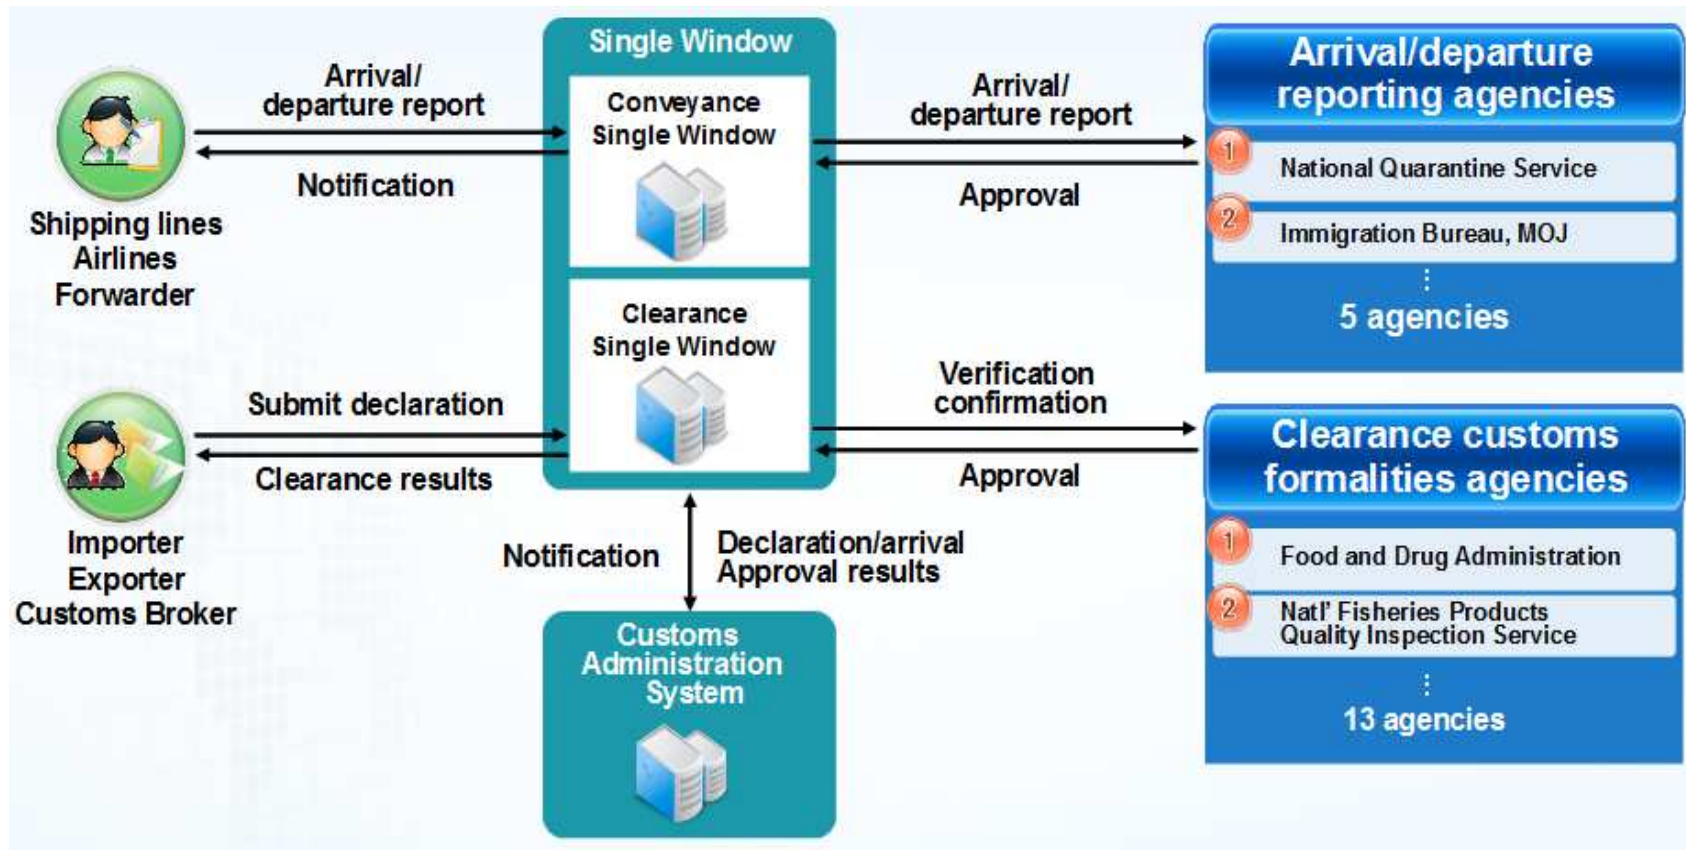 Single Window
Arrival/
departure report
Notification
Shipping lines
Airlines
Forwarder
Conveyance
Single Window
Arrival/
departure report
Approval
Arrival/departure
reporting agencies
1
National Quarantine Service
2
Immigration Bureau, MOJ
5 agencies
Clearance
Single Window
Submit declaration
Clearance results
Importer
Exporter
Customs Broker
Verification
confirmation
Approval
Clearance customs
formalities agencies
1
Food and Drug Administration
2
Natl' Fisheries Products
Quality Inspection Service
13 agencies
Notification
Declaration/arrival
Approval results
Customs
Administration
System